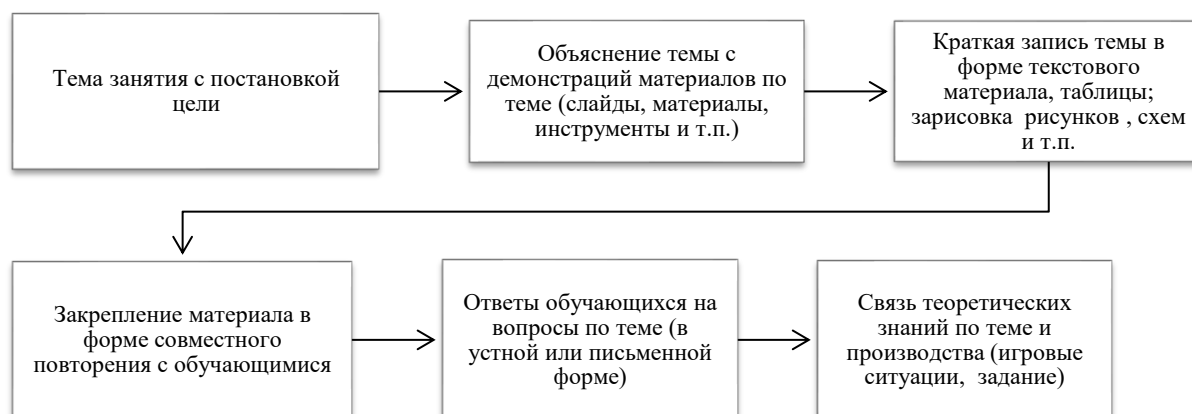 Тема занятия с постановкой
цели
Объяснение темы с
демонстраций материалов по
теме (слайды, материалы,
инструменты и т.п.)
Краткая запись темы в
форме текстового
материала, таблицы;
зарисовка рисунков , схем
и т.п.
Закрепление материала в
форме совместного
повторения с обучающимися
Ответы обучающихся на
вопросы по теме (в
устной или письменной
форме)
Связь теоретических
знаний по теме и
производства (игровые
ситуации, задание)